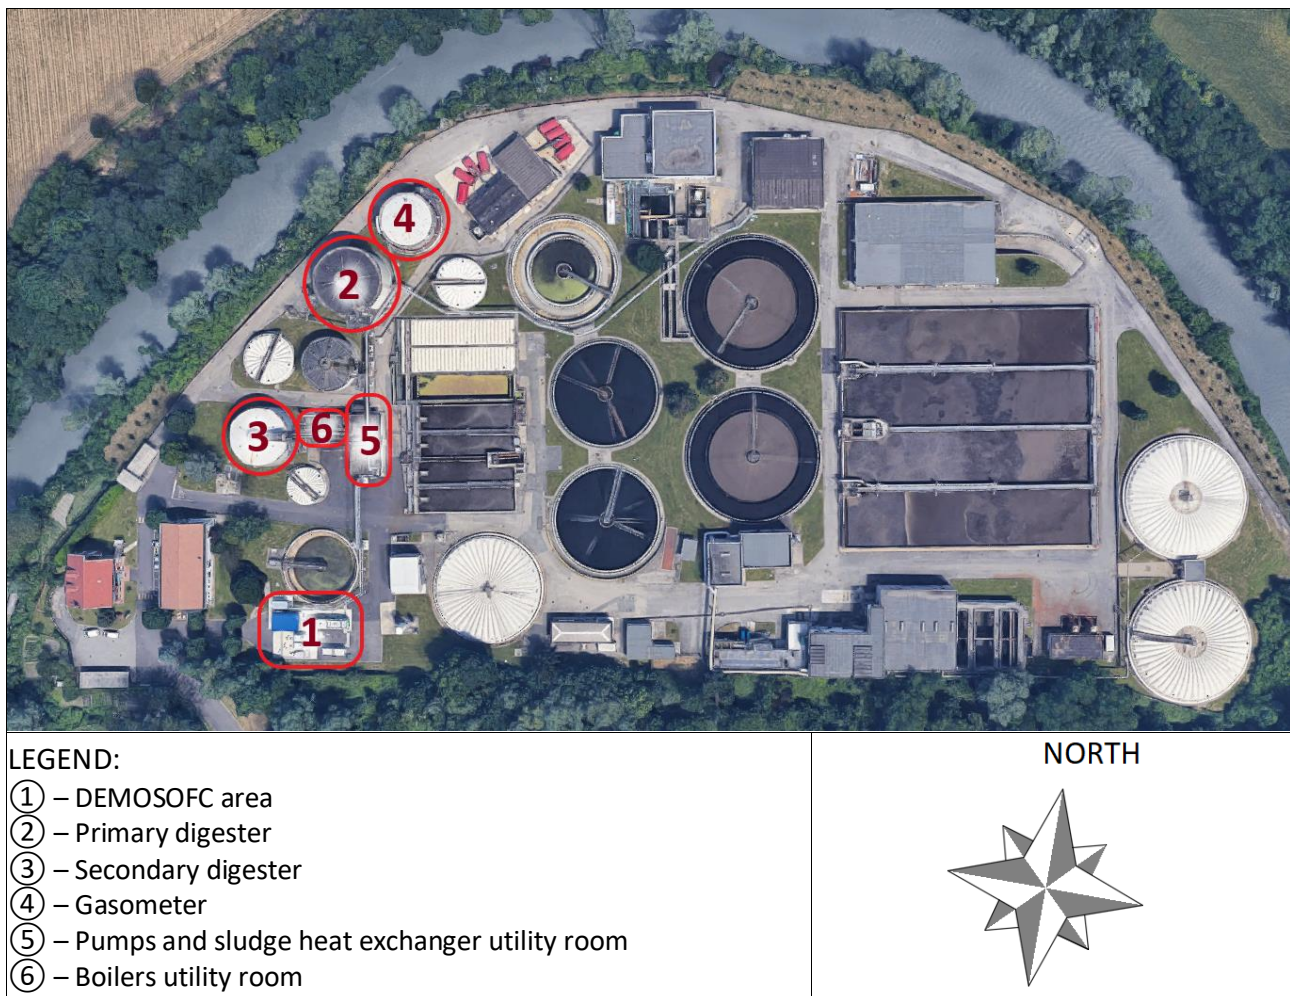 4
2
3
6
5
1
LEGEND:
① – DEMOSOFC area
② – Primary digester
③ – Secondary digester
④ – Gasometer
⑤ – Pumps and sludge heat exchanger utility room
⑥ – Boilers utility room
NORTH